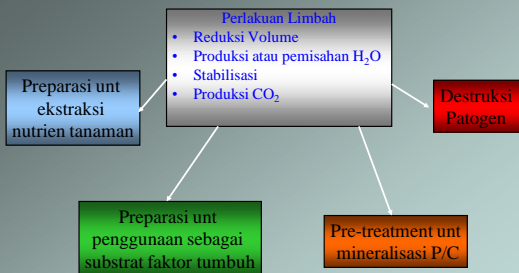 Perlakuan Limbah
• Reduksi Volume
• Produksi atau pemisahan H₂O
• Stabilisasi
• Produksi CO₂
Preparasi unt
ekstraksi
nutrien tanaman
Destruksi
Patogen
Preparasi unt
penggunaan sebagai
substrat faktor tumbuh
Pre-treatment unt
mineralisasi P/C